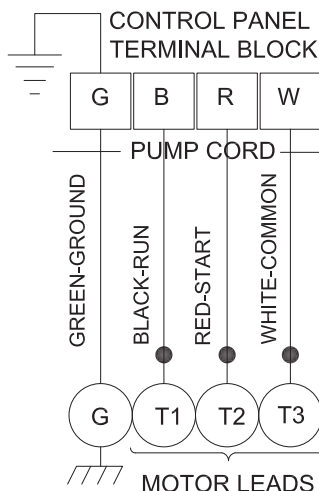 CONTROL PANEL
TERMINAL BLOCK
G B R W
PUMP CORD
GREEN-GROUND
BLACK-RUN
RED-START
WHITE-COMMON
G T1 T2 T3
MOTOR LEADS